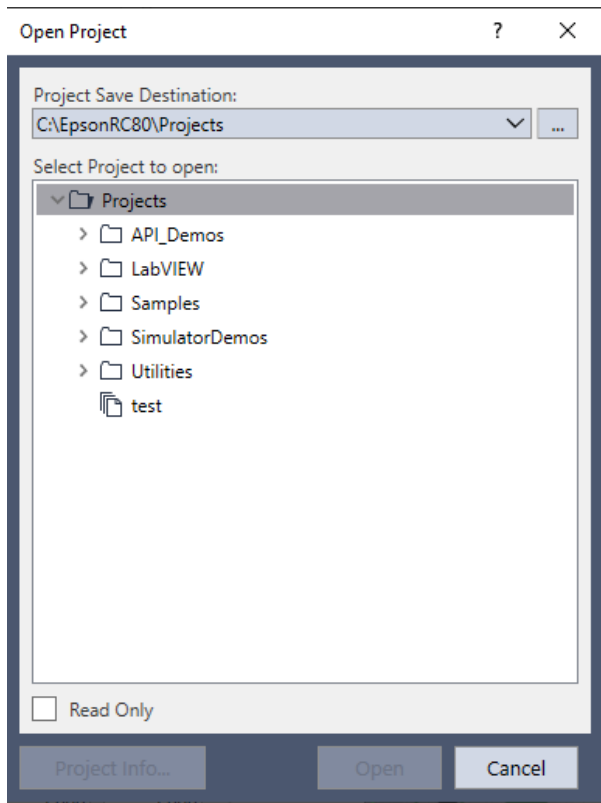 Open Project ?
Project Save Destination:
C:\EpsonRC80\Projects ...
Select Project to open:
Projects
API_Demos
LabVIEW
Samples
SimulatorDemos
Utilities
test
Read Only
Project Info... Open Cancel